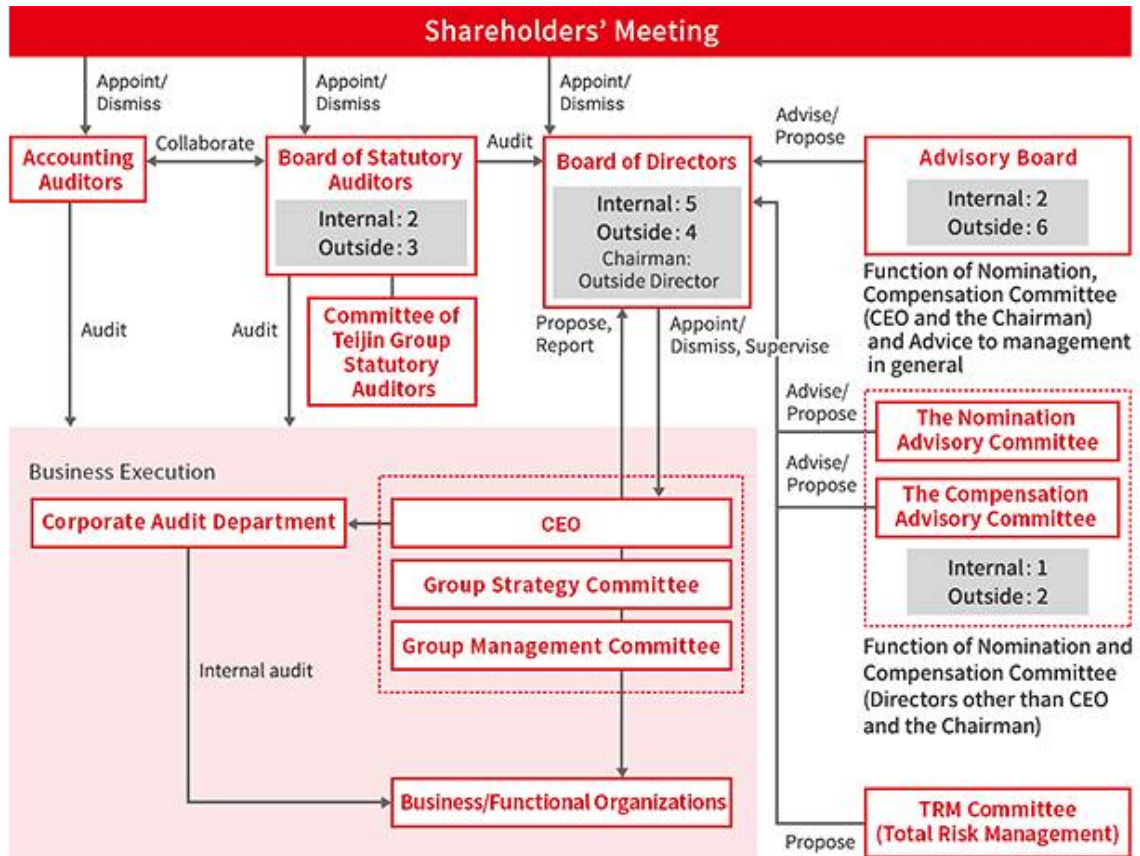 Shareholders' Meeting
Appoint/
Dismiss
Appoint/
Dismiss
Appoint/
Dismiss
Accounting
Auditors
Collaborate
Board of Statutory
Auditors
Internal: 2
Outside: 3
Audit
Board of Directors
Internal: 5
Outside: 4
Chairman:
Outside Director
Advise/
Propose
Advisory Board
Internal: 2
Outside: 6
Function of Nomination,
Compensation Committee
(CEO and the Chairman)
and Advice to management
in general
Audit
Audit
Committee of
Teijin Group
Statutory
Auditors
Propose,
Report
Appoint/
Dismiss, Supervise
Advise/
Propose
The Nomination
Advisory Committee
Advise/
Propose
The Compensation
Advisory Committee
Internal: 1
Outside: 2
Function of Nomination and
Compensation Committee
(Directors other than CEO
and the Chairman)
Business Execution
Corporate Audit Department
CEO
Group Strategy Committee
Group Management Committee
Internal audit
Business/Functional Organizations
Propose
TRM Committee
(Total Risk Management)